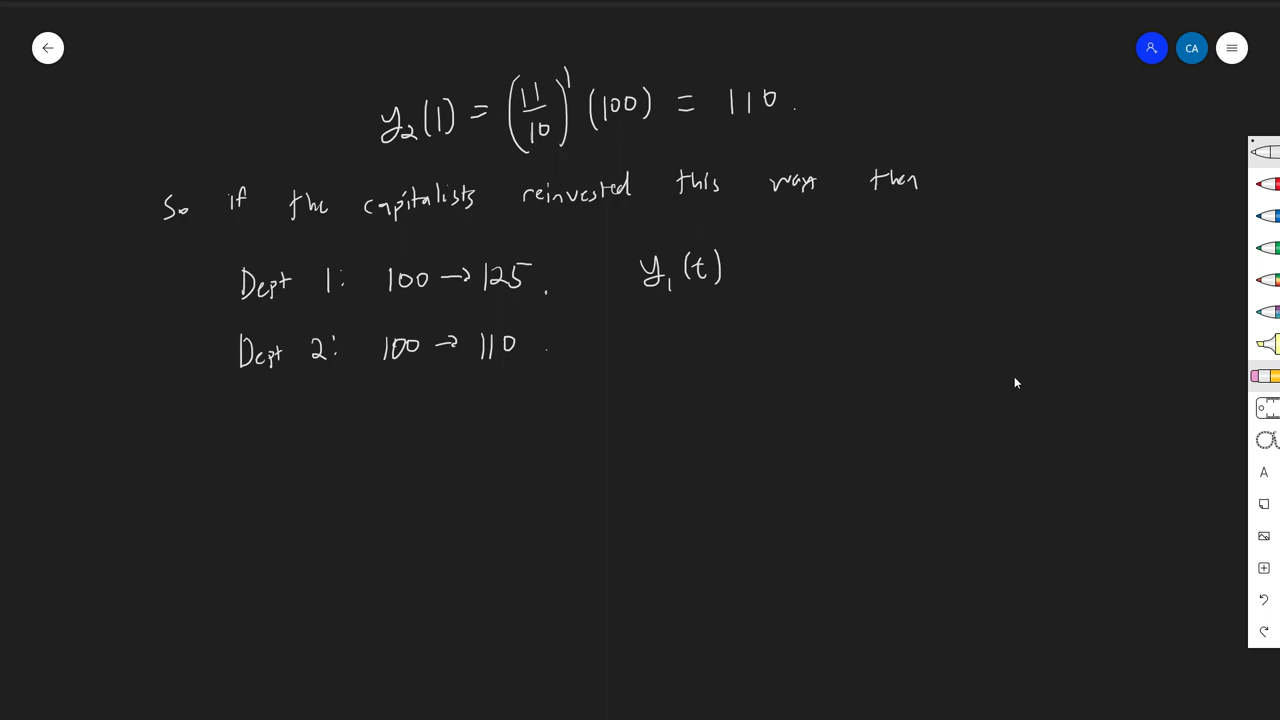 CA
y₂(1) = (11/10)¹ (100) = 110.
So if the capitalists reinvested this way then
Dept 1: 100 → 125. y₁(t)
Dept 2: 100 → 110.
A